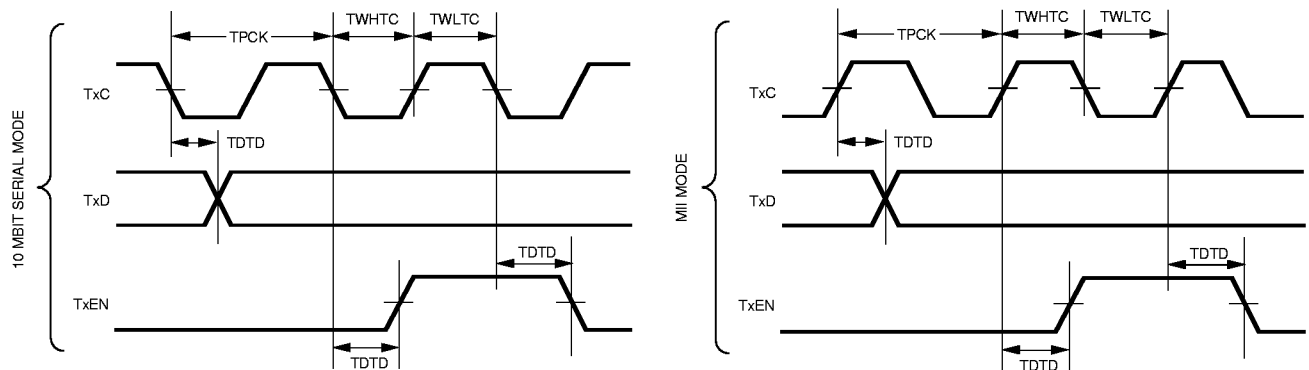 10 MBIT SERIAL MODE
TWHTC TWLTC
TPCK
TxC
TDTD
TxD
TDTD
TxEN
TDTD
MII MODE
TWHTC TWLTC
TPCK
TxC
TDTD
TxD
TDTD
TxEN
TDTD